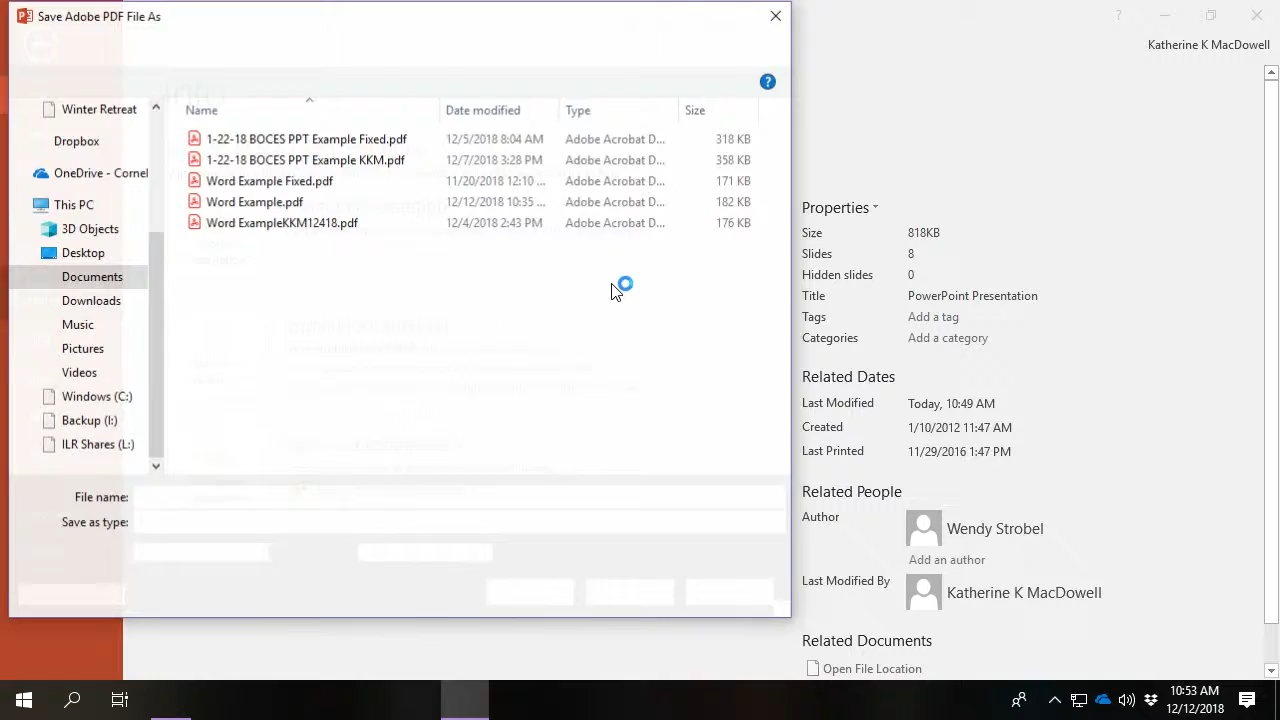 Save Adobe PDF File As
?
Katherine K MacDowell
?
Winter Retreat
Dropbox
OneDrive - Cornel
This PC
3D Objects
Desktop
Documents
Downloads
Music
Pictures
Videos
Windows (C:)
Backup (I:)
ILR Shares (L:)
Name Date modified Type Size
1-22-18 BOCES PPT Example Fixed.pdf 12/5/2018 8:04 AM Adobe Acrobat D... 318 KB
1-22-18 BOCES PPT Example KKM.pdf 12/7/2018 3:28 PM Adobe Acrobat D... 358 KB
Word Example Fixed.pdf 11/20/2018 12:10 ... Adobe Acrobat D... 171 KB
Word Example.pdf 12/12/2018 10:35 ... Adobe Acrobat D... 182 KB
Word ExampleKKM12418.pdf 12/4/2018 2:43 PM Adobe Acrobat D... 176 KB
File name:
Save as type:
Properties
Size 818KB
Slides 8
Hidden slides 0
Title PowerPoint Presentation
Tags Add a tag
Categories Add a category
Related Dates
Last Modified Today, 10:49 AM
Created 1/10/2012 11:47 AM
Last Printed 11/29/2016 1:47 PM
Related People
Author Wendy Strobel
Add an author
Last Modified By Katherine K MacDowell
Related Documents
Open File Location
10:53 AM
12/12/2018